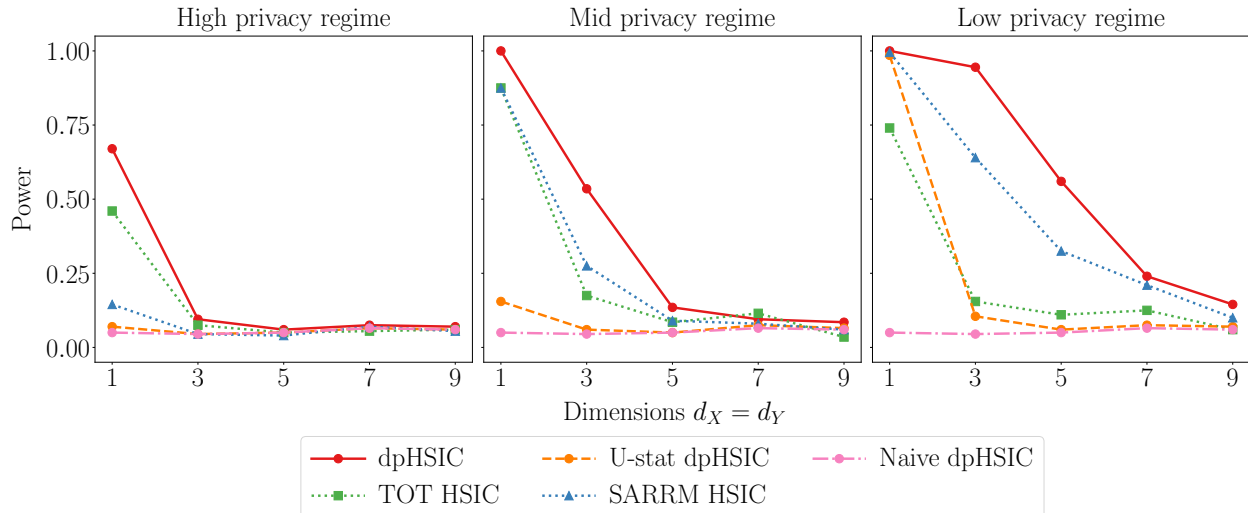 High privacy regime
Mid privacy regime
Low privacy regime
Power
1.00
0.75
0.50
0.25
0.00
1 3 5 7 9
1 3 5 7 9
1 3 5 7 9
Dimensions $d_X = d_Y$
dpHSIC
U-stat dpHSIC
Naive dpHSIC
TOT HSIC
SARRM HSIC